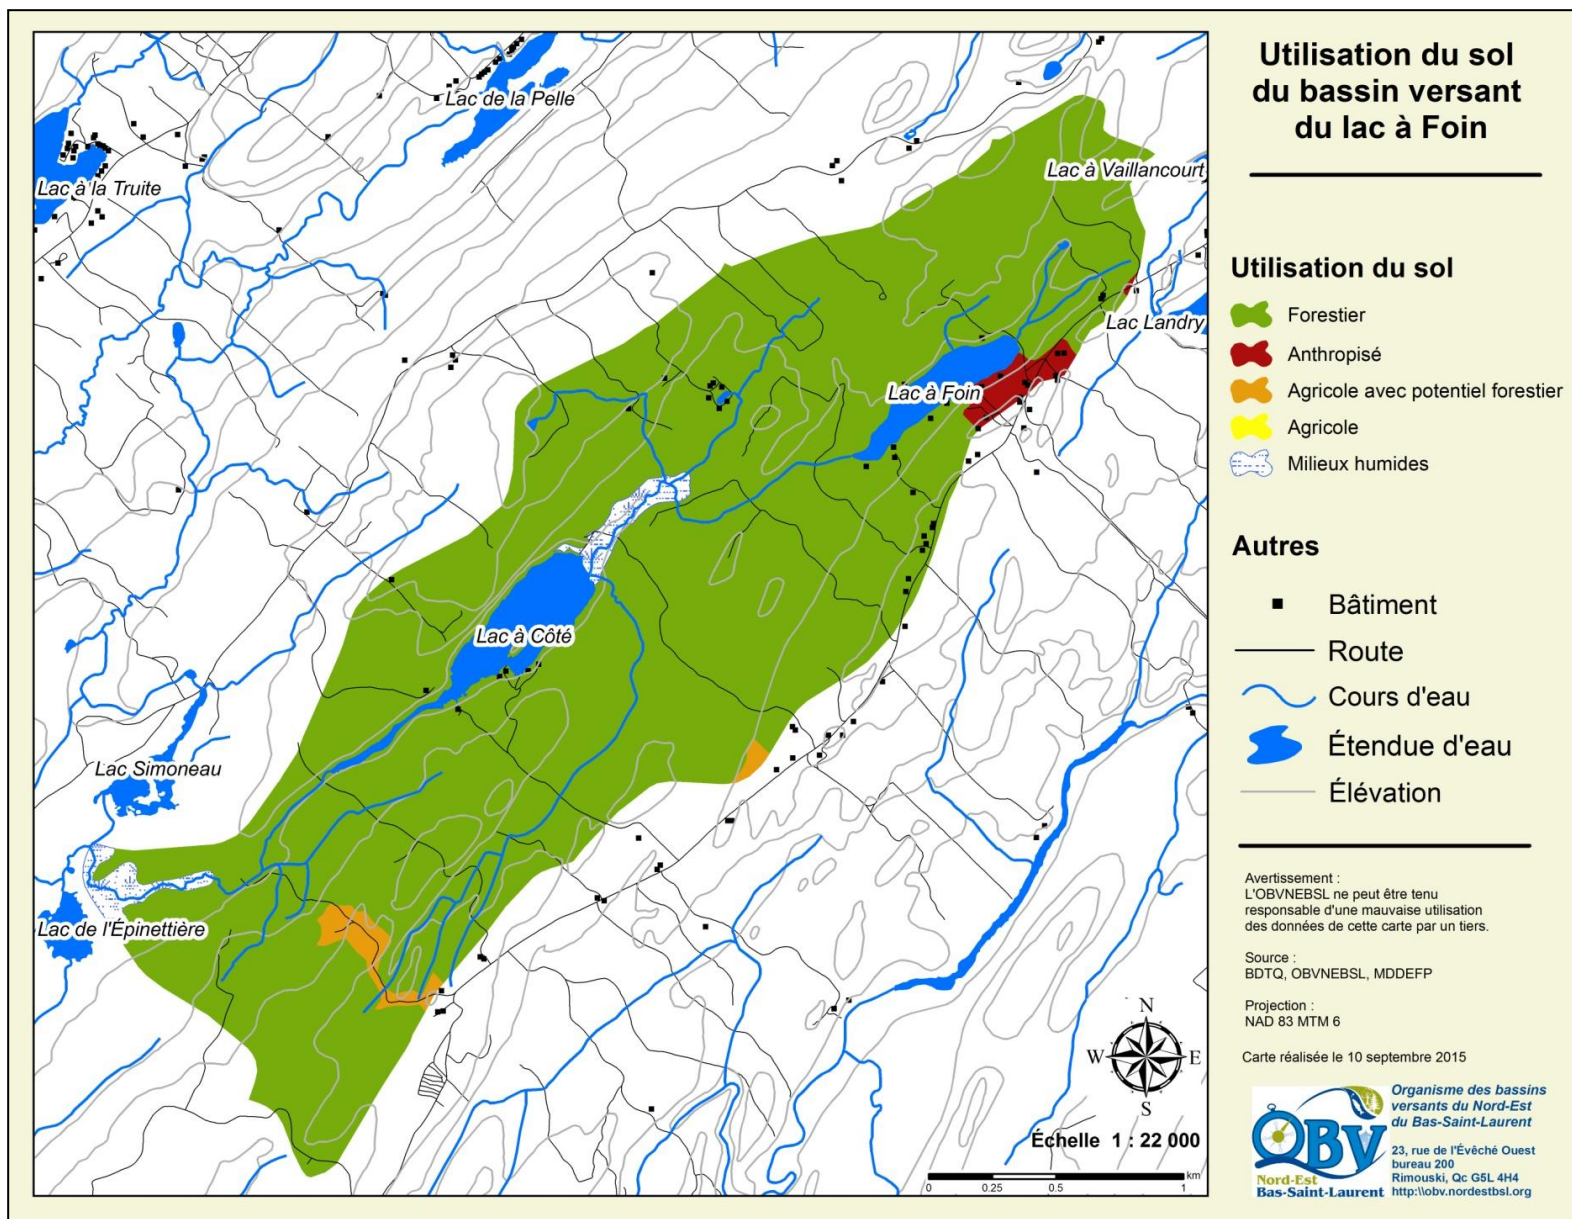 Utilisation du sol
du bassin versant
du lac à Foin
Lac de la Pelle
Lac à la Truite
Lac à Vaillancourt
Lac Landry
Lac à Foin
Lac à Côté
Lac Simoneau
Lac de l'Épinettière
Utilisation du sol
Forestier
Anthropisé
Agricole avec potentiel forestier
Agricole
Milieux humides
Autres
Bâtiment
Route
Cours d'eau
Étendue d'eau
Élévation
Avertissement :
L'OBVNEBSL ne peut être tenu
responsable d'une mauvaise utilisation
des données de cette carte par un tiers.
Source :
BDTQ, OBVNEBSL, MDDEFP
Projection :
NAD 83 MTM 6
Carte réalisée le 10 septembre 2015
N
W E
S
Échelle 1 : 22 000
km
0 0.25 0.5 1
OBV
Nord-Est
Bas-Saint-Laurent
Organisme des bassins
versants du Nord-Est
du Bas-Saint-Laurent
23, rue de l'Évêché Ouest
bureau 200
Rimouski, Qc G5L 4H4
http:\\obv.nordestbsl.org